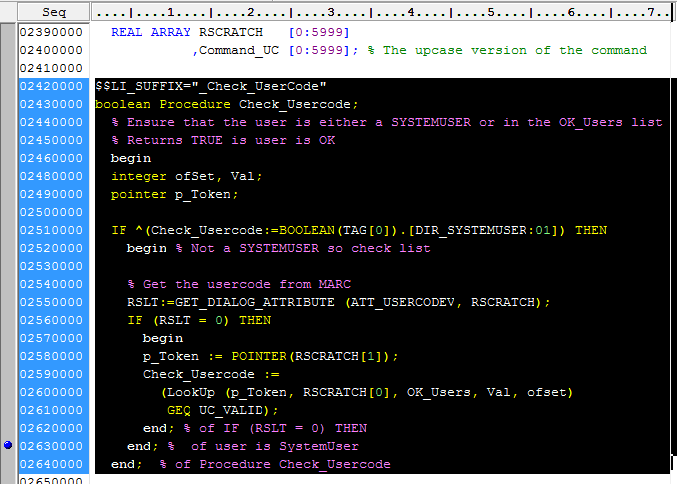 Seq ....|....1....|....2....|....3....|....4....|....5....|....6....|....7..
02390000 REAL ARRAY RSCRATCH [0:5999]
02400000 ,Command_UC [0:5999]; % The upcase version of the command
02410000
02420000 $$LI_SUFFIX="_Check_UserCode"
02430000 boolean Procedure Check_Usercode;
02440000 % Ensure that the user is either a SYSTEMUSER or in the OK_Users list
02450000 % Returns TRUE is user is OK
02460000 begin
02480000 integer ofSet, Val;
02490000 pointer p_Token;
02500000
02510000 IF ^(Check_Usercode:=BOOLEAN(TAG[0]).[DIR_SYSTEMUSER:01]) THEN
02520000 begin % Not a SYSTEMUSER so check list
02530000
02540000 % Get the usercode from MARC
02550000 RSLT:=GET_DIALOG_ATTRIBUTE (ATT_USERCODEV, RSCRATCH);
02560000 IF (RSLT = 0) THEN
02570000 begin
02580000 p_Token := POINTER(RSCRATCH[1]);
02590000 Check_Usercode :=
02600000 (LookUp (p_Token, RSCRATCH[0], OK_Users, Val, ofset)
02610000 GEQ UC_VALID);
02620000 end; % of IF (RSLT = 0) THEN
02630000 end; % of user is SystemUser
02640000 end; % of Procedure Check_Usercode
02650000